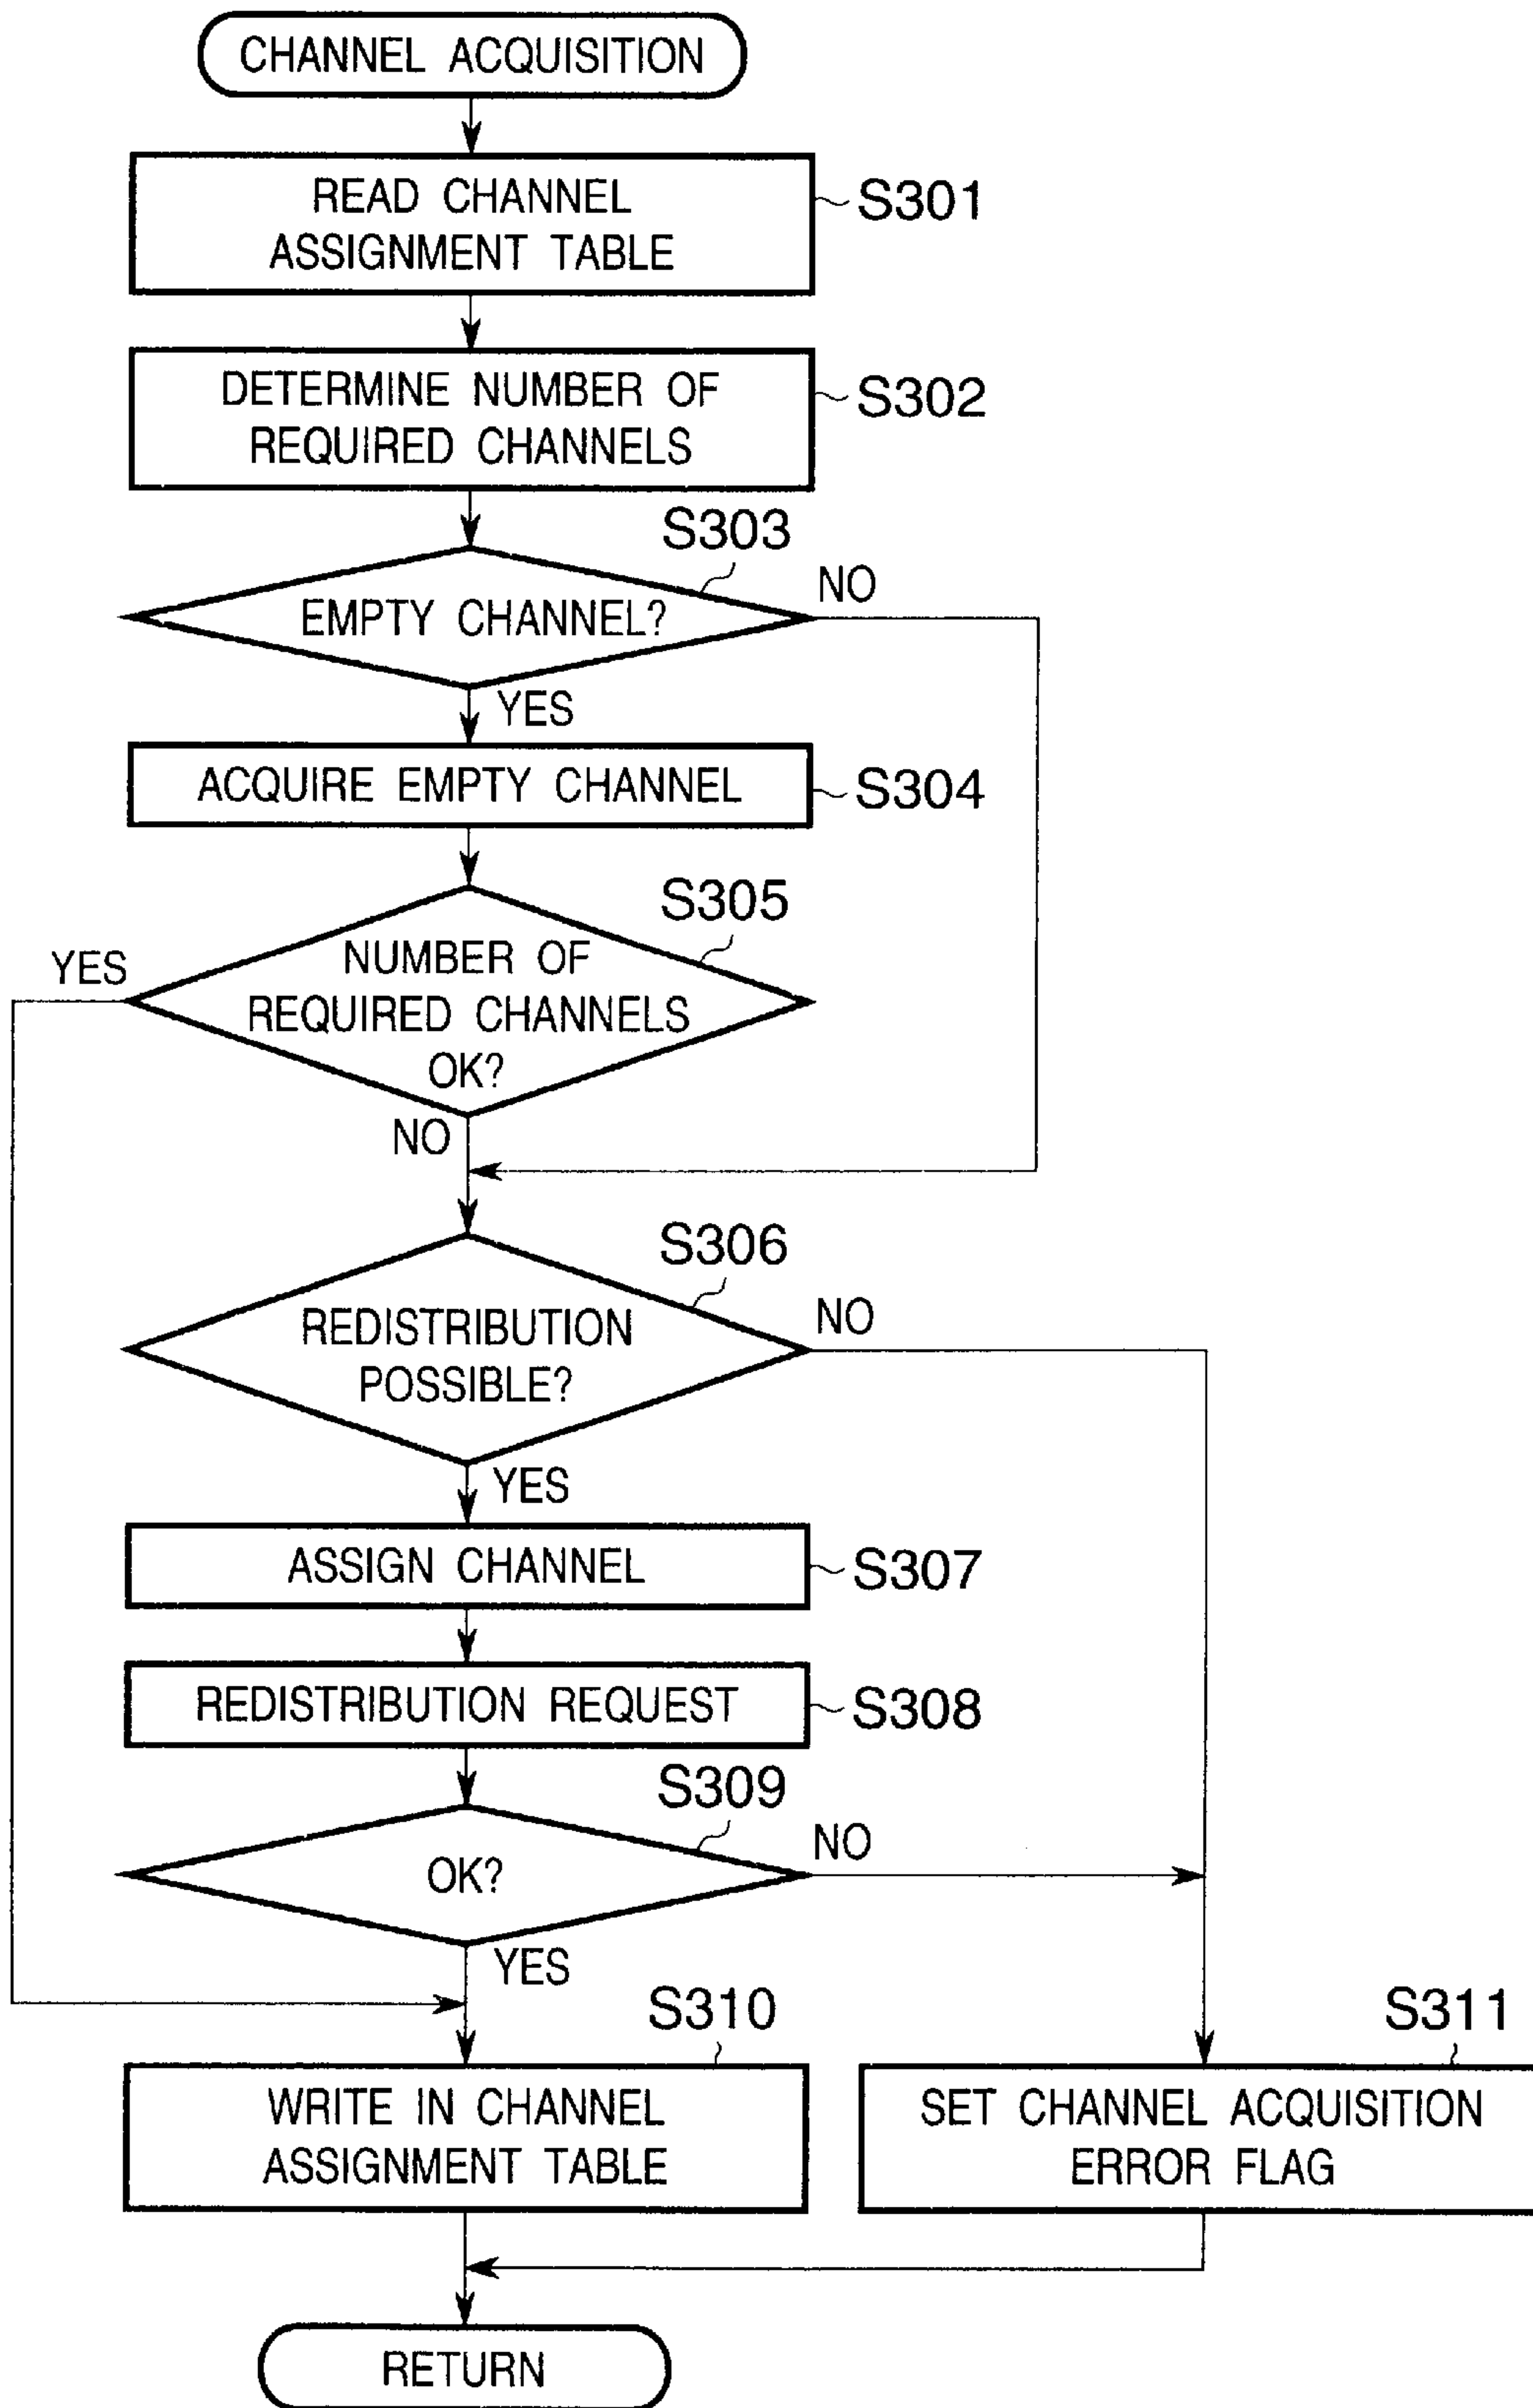 CHANNEL ACQUISITION
READ CHANNEL
ASSIGNMENT TABLE
S301
DETERMINE NUMBER OF
REQUIRED CHANNELS
S302
S303
EMPTY CHANNEL?
NO
YES
ACQUIRE EMPTY CHANNEL
S304
S305
YES
NUMBER OF
REQUIRED CHANNELS
OK?
NO
S306
REDISTRIBUTION
POSSIBLE?
NO
YES
ASSIGN CHANNEL
S307
REDISTRIBUTION REQUEST
S308
S309
OK?
NO
YES
S310
WRITE IN CHANNEL
ASSIGNMENT TABLE
S311
SET CHANNEL ACQUISITION
ERROR FLAG
RETURN